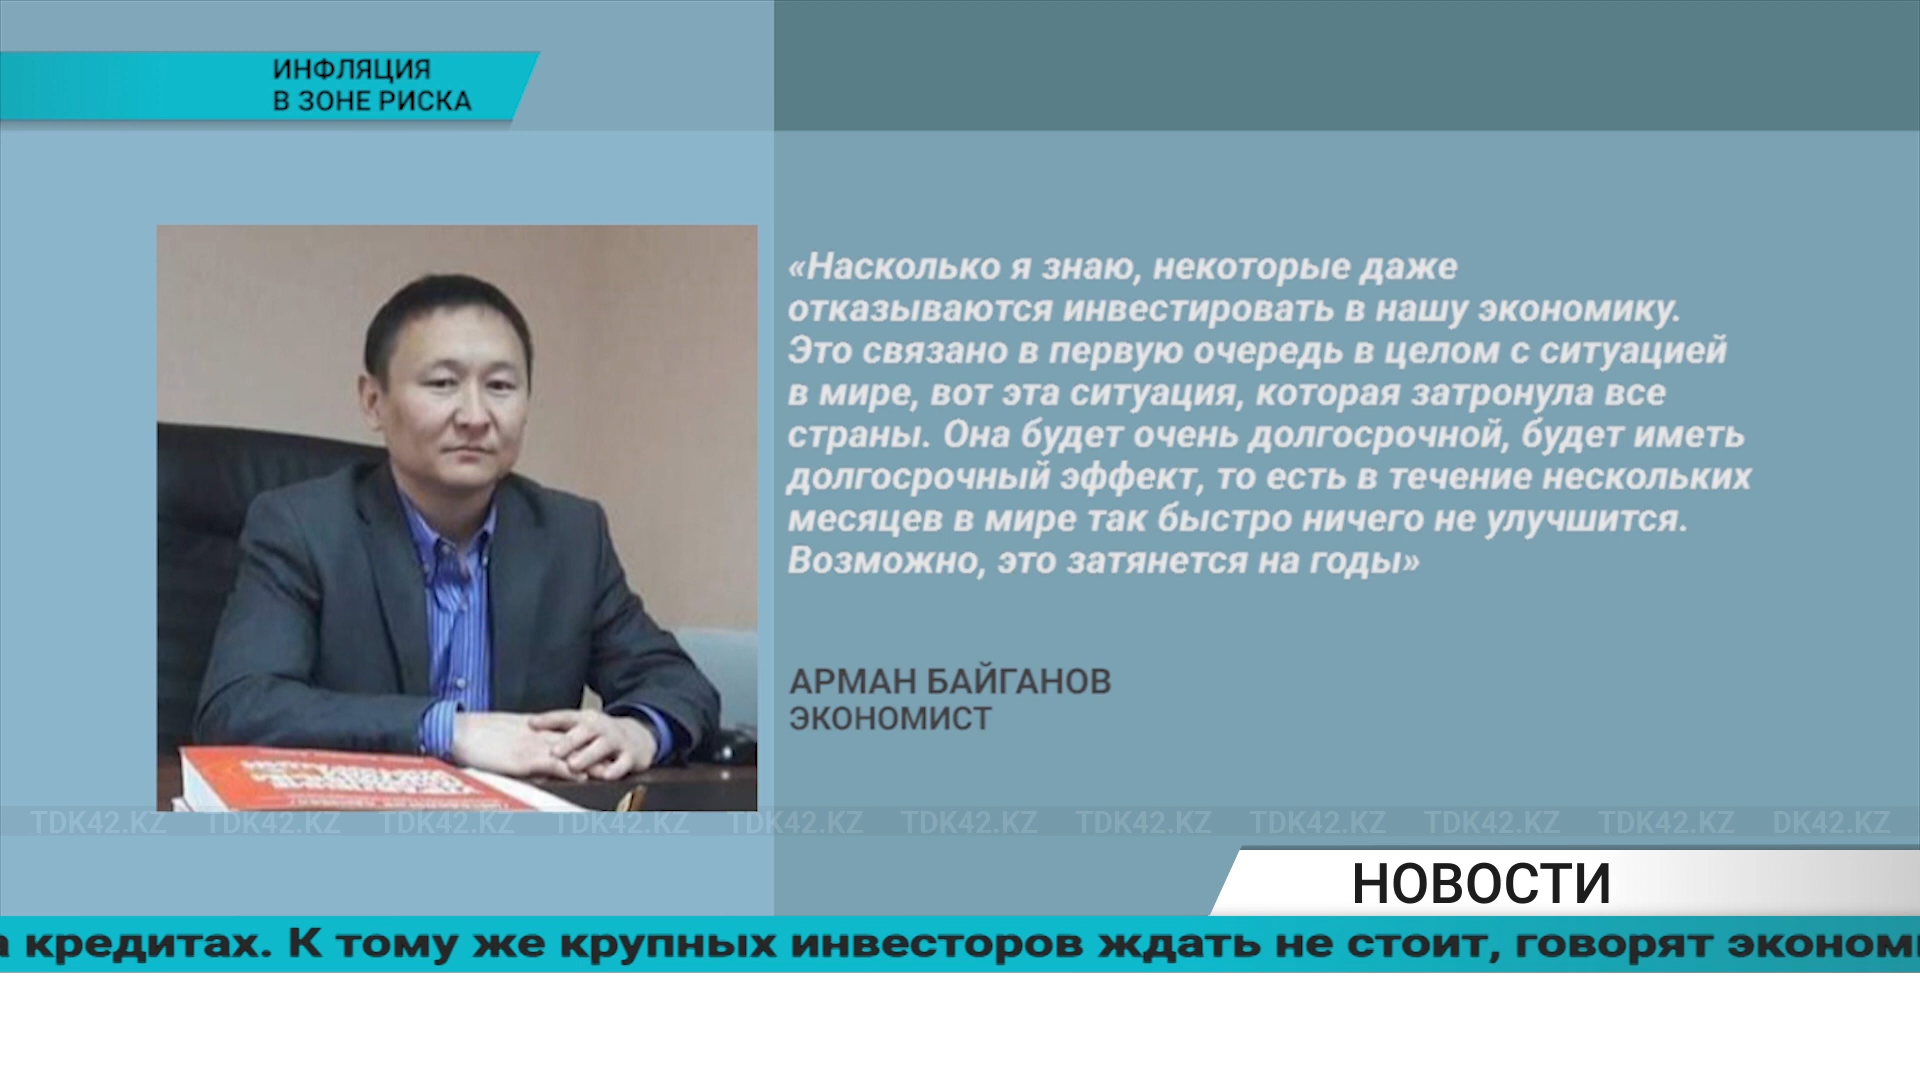 ИНФЛЯЦИЯ
В ЗОНЕ РИСКА
«Насколько я знаю, некоторые даже
отказываются инвестировать в нашу экономику.
Это связано в первую очередь в целом с ситуацией
в мире, вот эта ситуация, которая затронула все
страны. Она будет очень долгосрочной, будет иметь
долгосрочный эффект, то есть в течение нескольких
месяцев в мире так быстро ничего не улучшится.
Возможно, это затянется на годы»
АРМАН БАЙГАНОВ
ЭКОНОМИСТ
TDK42.KZ TDK42.KZ TDK42.KZ TDK42.KZ TDK42.KZ TDK42.KZ TDK42.KZ TDK42.KZ TDK42.KZ TDK42.KZ DK42.KZ
НОВОСТИ
а кредитах. К тому же крупных инвесторов ждать не стоит, говорят эконом